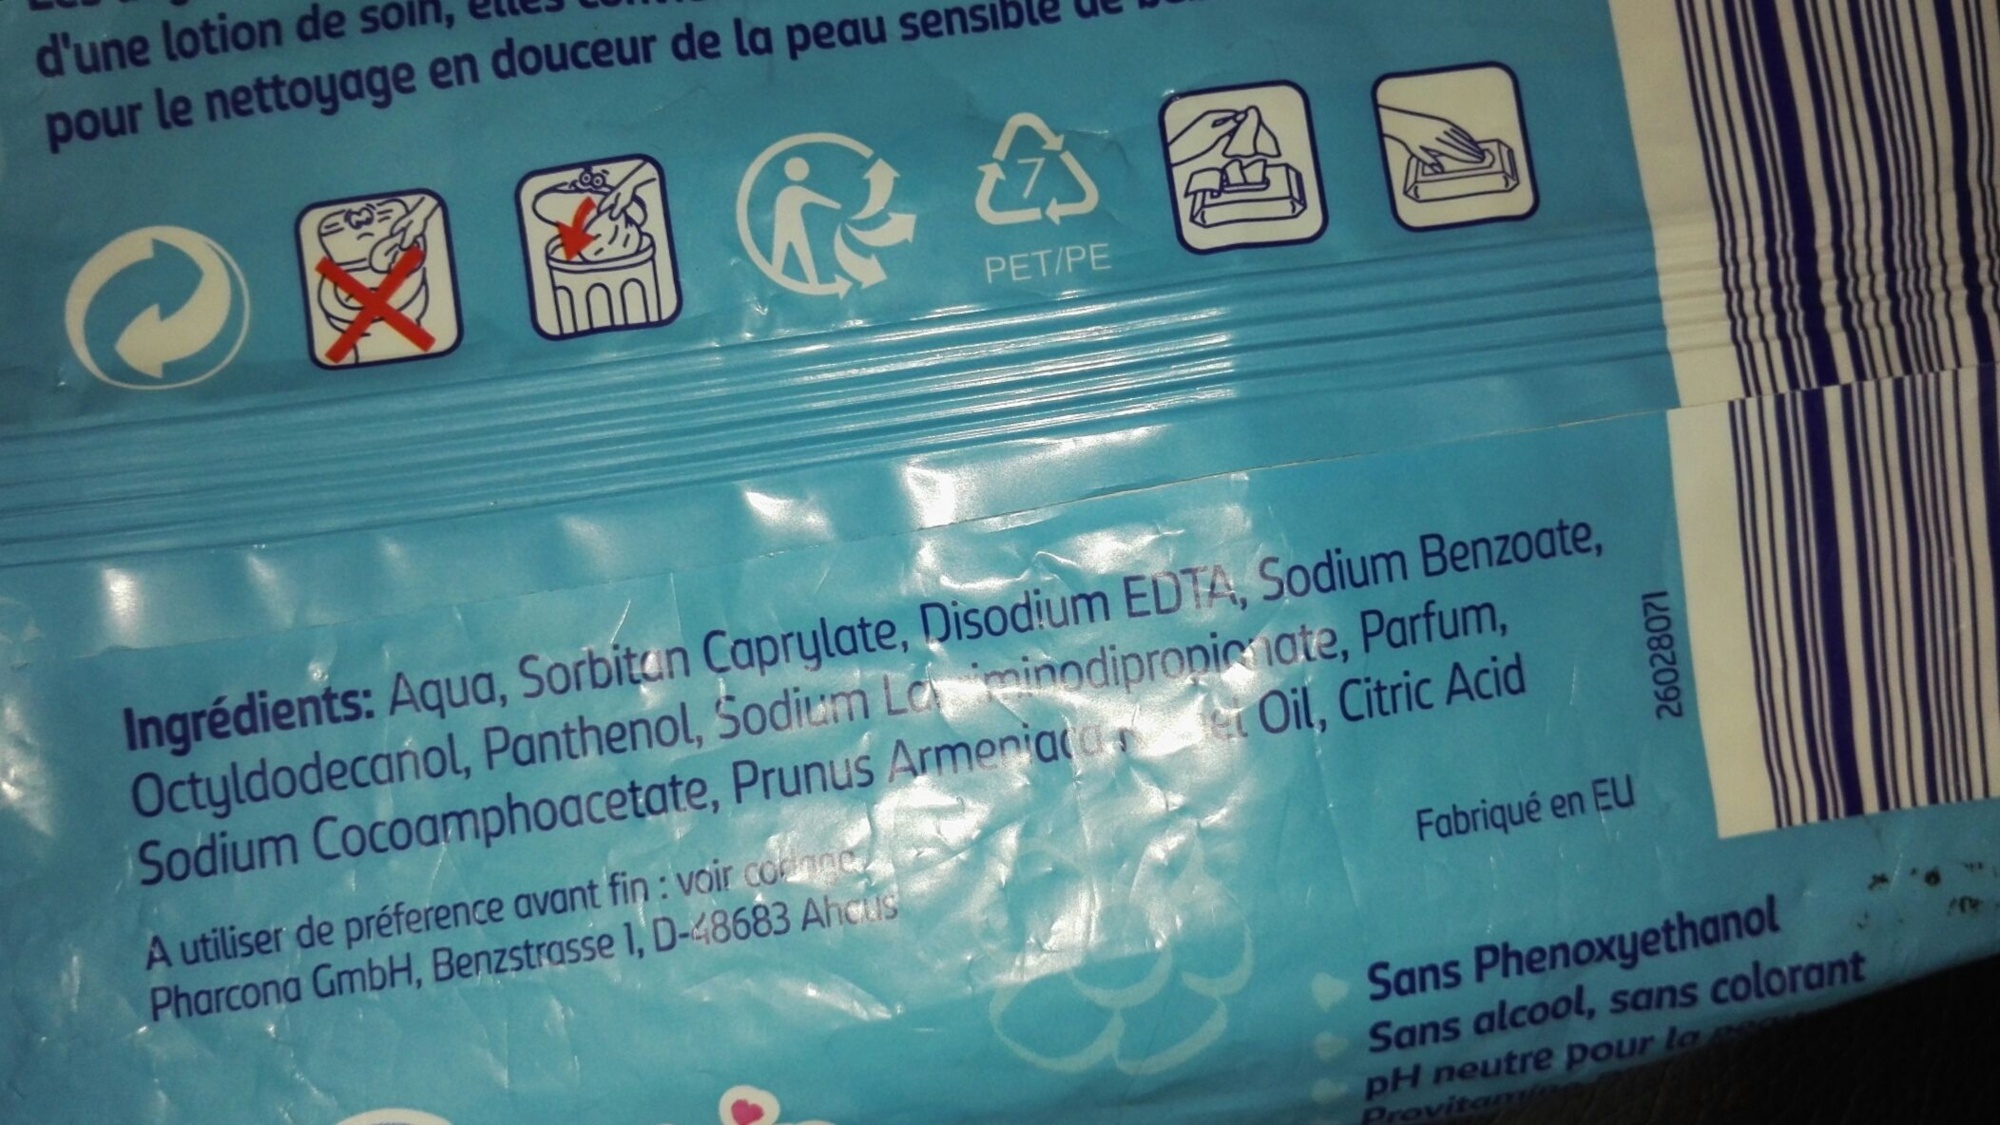 d'une lotion de soin, elles
pour le nettoyage en douceur de la peau sensible de
7
PET/PE
Ingrédients: Aqua, Sorbitan Caprylate, Disodium EDTA, Sodium Benzoate,
Octyldodecanol, Panthenol, Sodium Parfum,
Sodium Cocoamphoacetate, Prunus Armeniaca Oil, Citric Acid
26028071
Fabriqué en EU
A utiliser de préference avant fin : voir
Pharcona GmbH, Benzstrasse 1, D-48683 Ahaus
Sans Phenoxyethanol
Sans alcool, sans colorant
pH neutre pour la